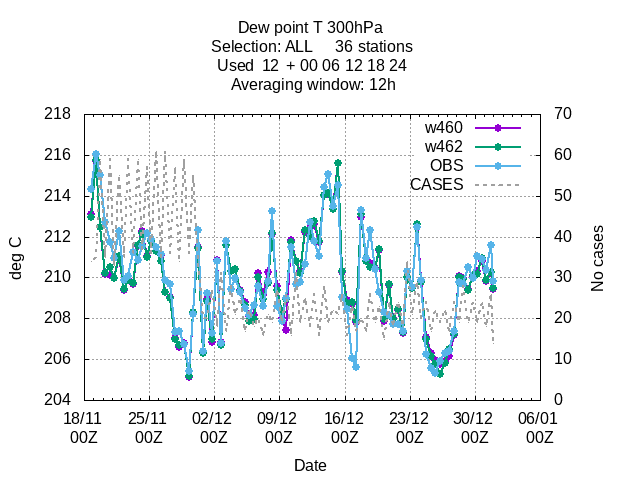 Dew point T 300hPa
Selection: ALL 36 stations
Used 12 + 00 06 12 18 24
Averaging window: 12h
218 70
w460
w462
OBS
CASES
216 60
214 50
212 40
210 30
208 20
206 10
204 0
deg C
No cases
18/11 25/11 02/12 09/12 16/12 23/12 30/12 06/01
00Z 00Z 00Z 00Z 00Z 00Z 00Z 00Z
Date